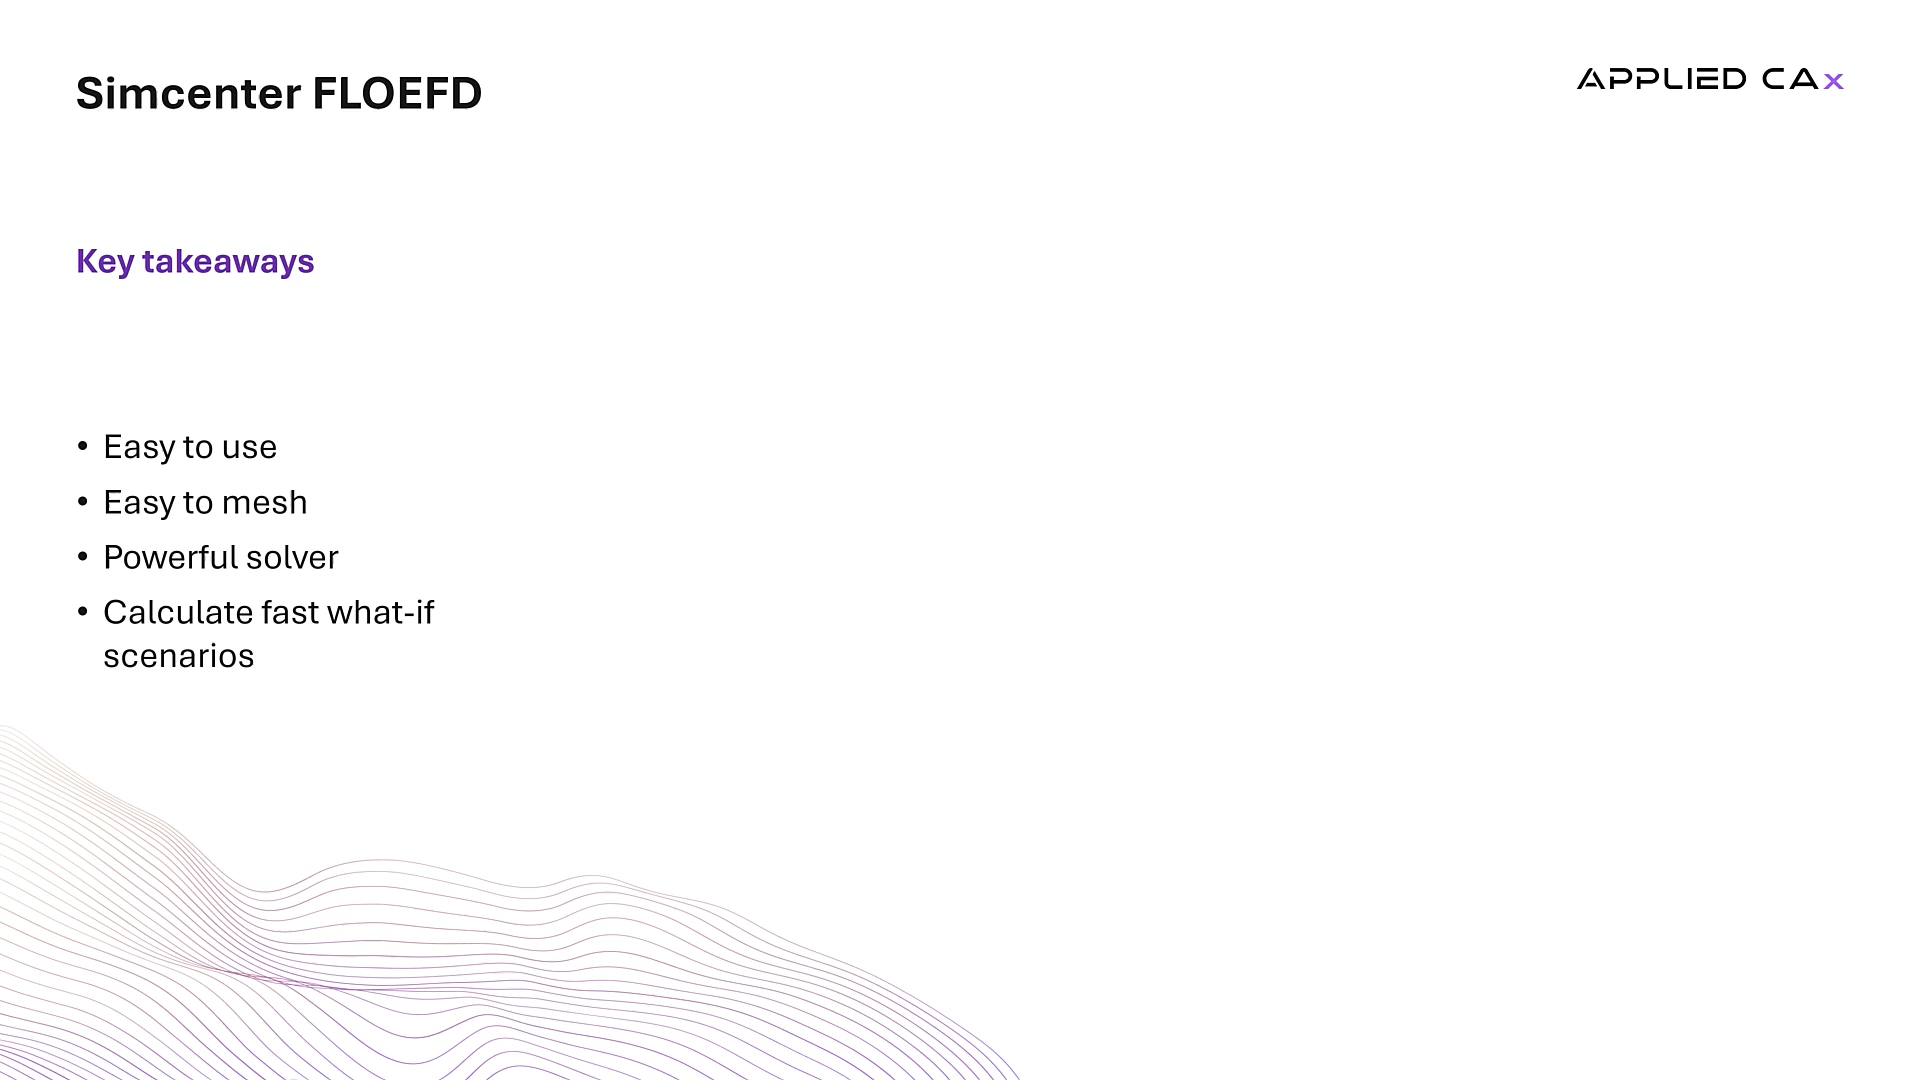 Simcenter FLOEFD
APPLIED CAx
Key takeaways
• Easy to use
• Easy to mesh
• Powerful solver
• Calculate fast what-if
scenarios